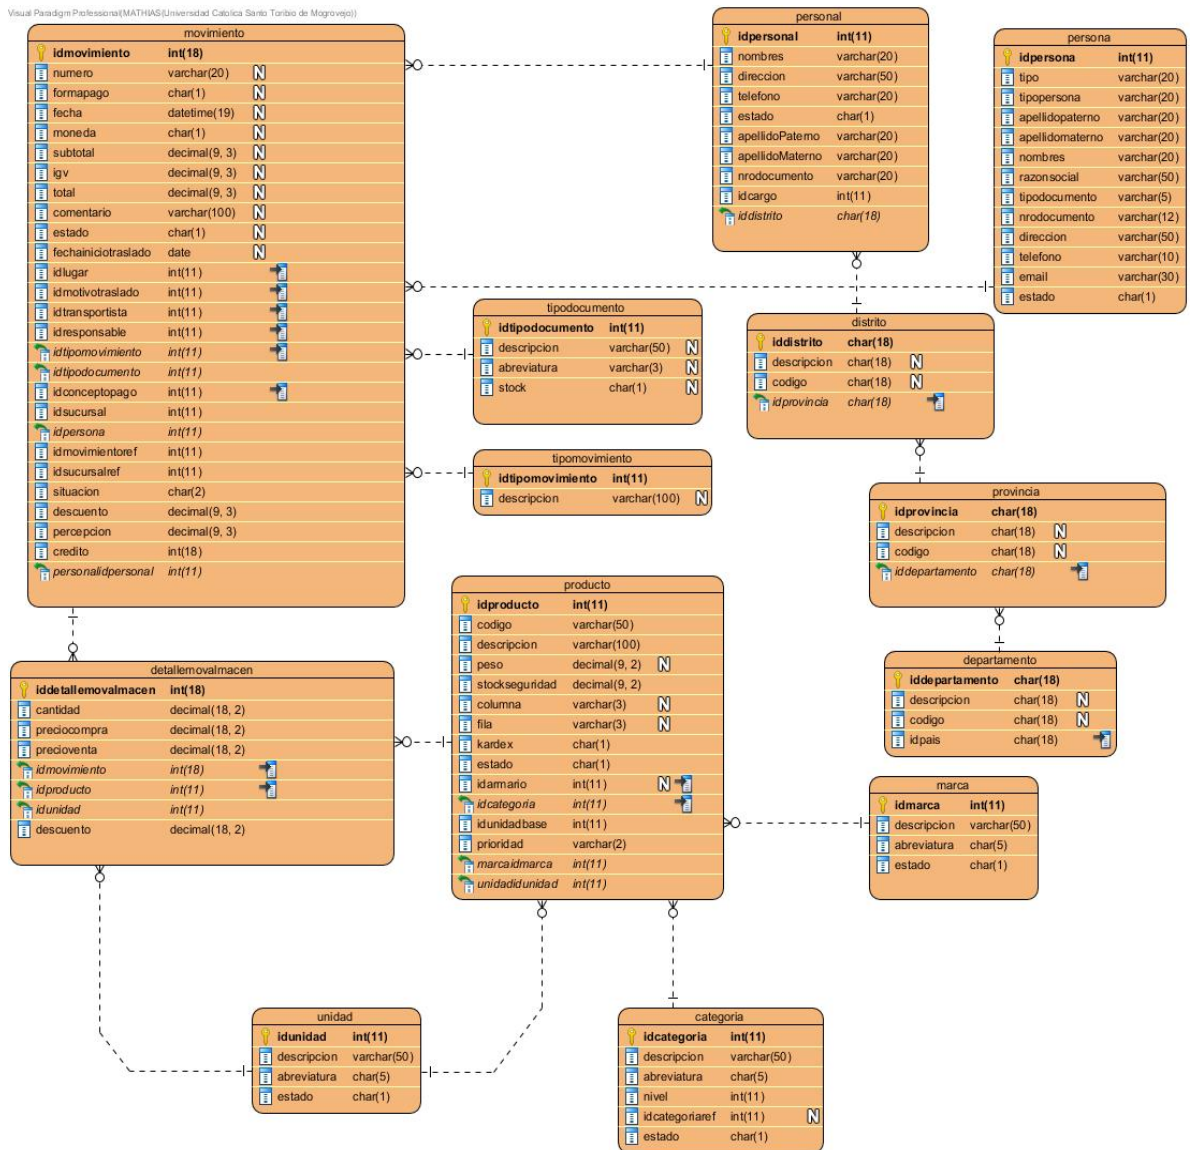 Visual Paradigm Professional(MATHIAS(Universidad Catolica Santo Toribio de Mogrovejo))
movimiento
idmovimiento int(18)
numero varchar(20) N
formapago char(1) N
fecha datetime(19) N
moneda char(1) N
subtotal decimal(9, 3) N
igv decimal(9, 3) N
total decimal(9, 3) N
comentario varchar(100) N
estado char(1) N
fechainiciotraslado date N
idlugar int(11)
idmotivotraslado int(11)
idtransportista int(11)
idresponsable int(11)
idtipomovimiento int(11)
idtipodocumento int(11)
idconceptopago int(11)
idsucursal int(11)
idpersona int(11)
idmovimientoref int(11)
idsucursalref int(11)
situacion char(2)
descuento decimal(9, 3)
percepcion decimal(9, 3)
credito int(18)
personalidpersonal int(11)
personal
idpersonal int(11)
nombres varchar(20)
direccion varchar(50)
telefono varchar(20)
estado char(1)
apellidoPaterno varchar(20)
apellidoMaterno varchar(20)
nrodocumento varchar(20)
idcargo int(11)
iddistrito char(18)
persona
idpersona int(11)
tipo varchar(20)
tipopersona varchar(20)
apellidopaterno varchar(20)
apellidomaterno varchar(20)
nombres varchar(20)
razonsocial varchar(50)
tipodocumento varchar(5)
nrodocumento varchar(12)
direccion varchar(50)
telefono varchar(10)
email varchar(30)
estado char(1)
tipodocumento
idtipodocumento int(11)
descripcion varchar(50) N
abreviatura varchar(3) N
stock char(1) N
distrito
iddistrito char(18)
descripcion char(18) N
codigo char(18) N
idprovincia char(18)
tipomovimiento
idtipomovimiento int(11)
descripcion varchar(100) N
provincia
idprovincia char(18)
descripcion char(18) N
codigo char(18) N
iddepartamento char(18)
producto
idproducto int(11)
codigo varchar(50)
descripcion varchar(100)
peso decimal(9, 2) N
stockseguridad decimal(9, 2)
columna varchar(3) N
fila varchar(3) N
kardex char(1)
estado char(1)
idarmario int(11) N
idcategoria int(11)
idunidadbase int(11)
prioridad varchar(2)
marcaidmarca int(11)
unidadidunidad int(11)
departamento
iddepartamento char(18)
descripcion char(18) N
codigo char(18) N
idpais char(18)
detallemovalmacen
iddetallemovalmacen int(18)
cantidad decimal(18, 2)
preciocompra decimal(18, 2)
precioventa decimal(18, 2)
idmovimiento int(18)
idproducto int(11)
idunidad int(11)
descuento decimal(18, 2)
marca
idmarca int(11)
descripcion varchar(50)
abreviatura char(5)
estado char(1)
unidad
idunidad int(11)
descripcion varchar(50)
abreviatura char(5)
estado char(1)
categoria
idcategoria int(11)
descripcion varchar(50)
abreviatura char(5)
nivel int(11)
idcategoriaref int(11) N
estado char(1)